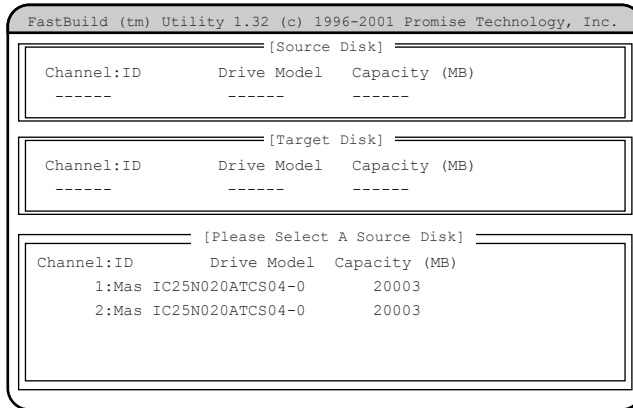 FastBuild (tm) Utility 1.32 (c) 1996-2001 Promise Technology, Inc.
[Source Disk]
Channel:ID Drive Model Capacity (MB)
------ ------ ------
[Target Disk]
Channel:ID Drive Model Capacity (MB)
------ ------ ------
[Please Select A Source Disk]
Channel:ID Drive Model Capacity (MB)
1:Mas IC25N020ATCS04-0 20003
2:Mas IC25N020ATCS04-0 20003